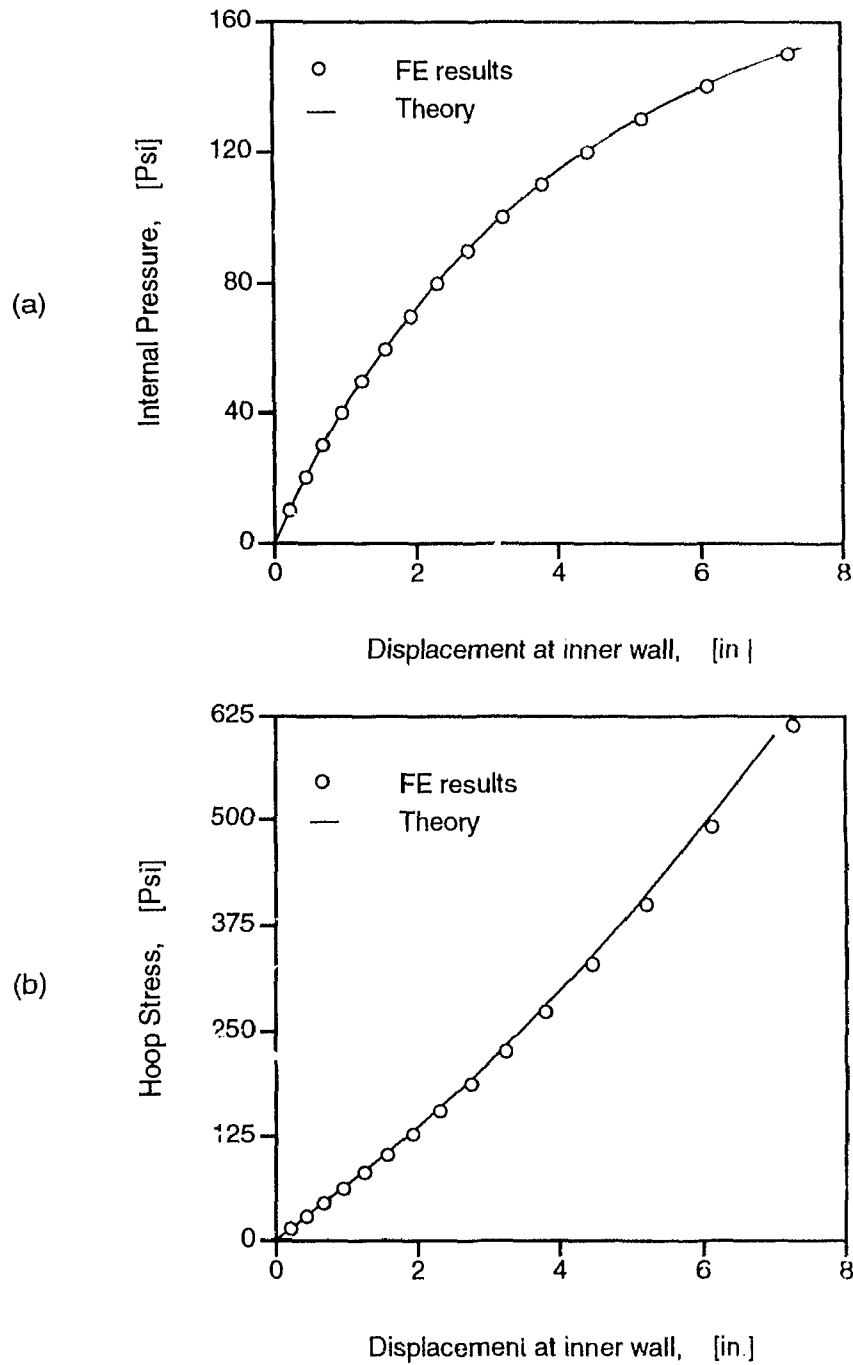 (a)
160
120
80
40
0
Internal Pressure, [Psi]
FE results
Theory
0 2 4 6 8
Displacement at inner wall, [in ]
(b)
625
500
375
250
125
0
Hoop Stress, [Psi]
FE results
Theory
0 2 4 6 8
Displacement at inner wall, [in.]